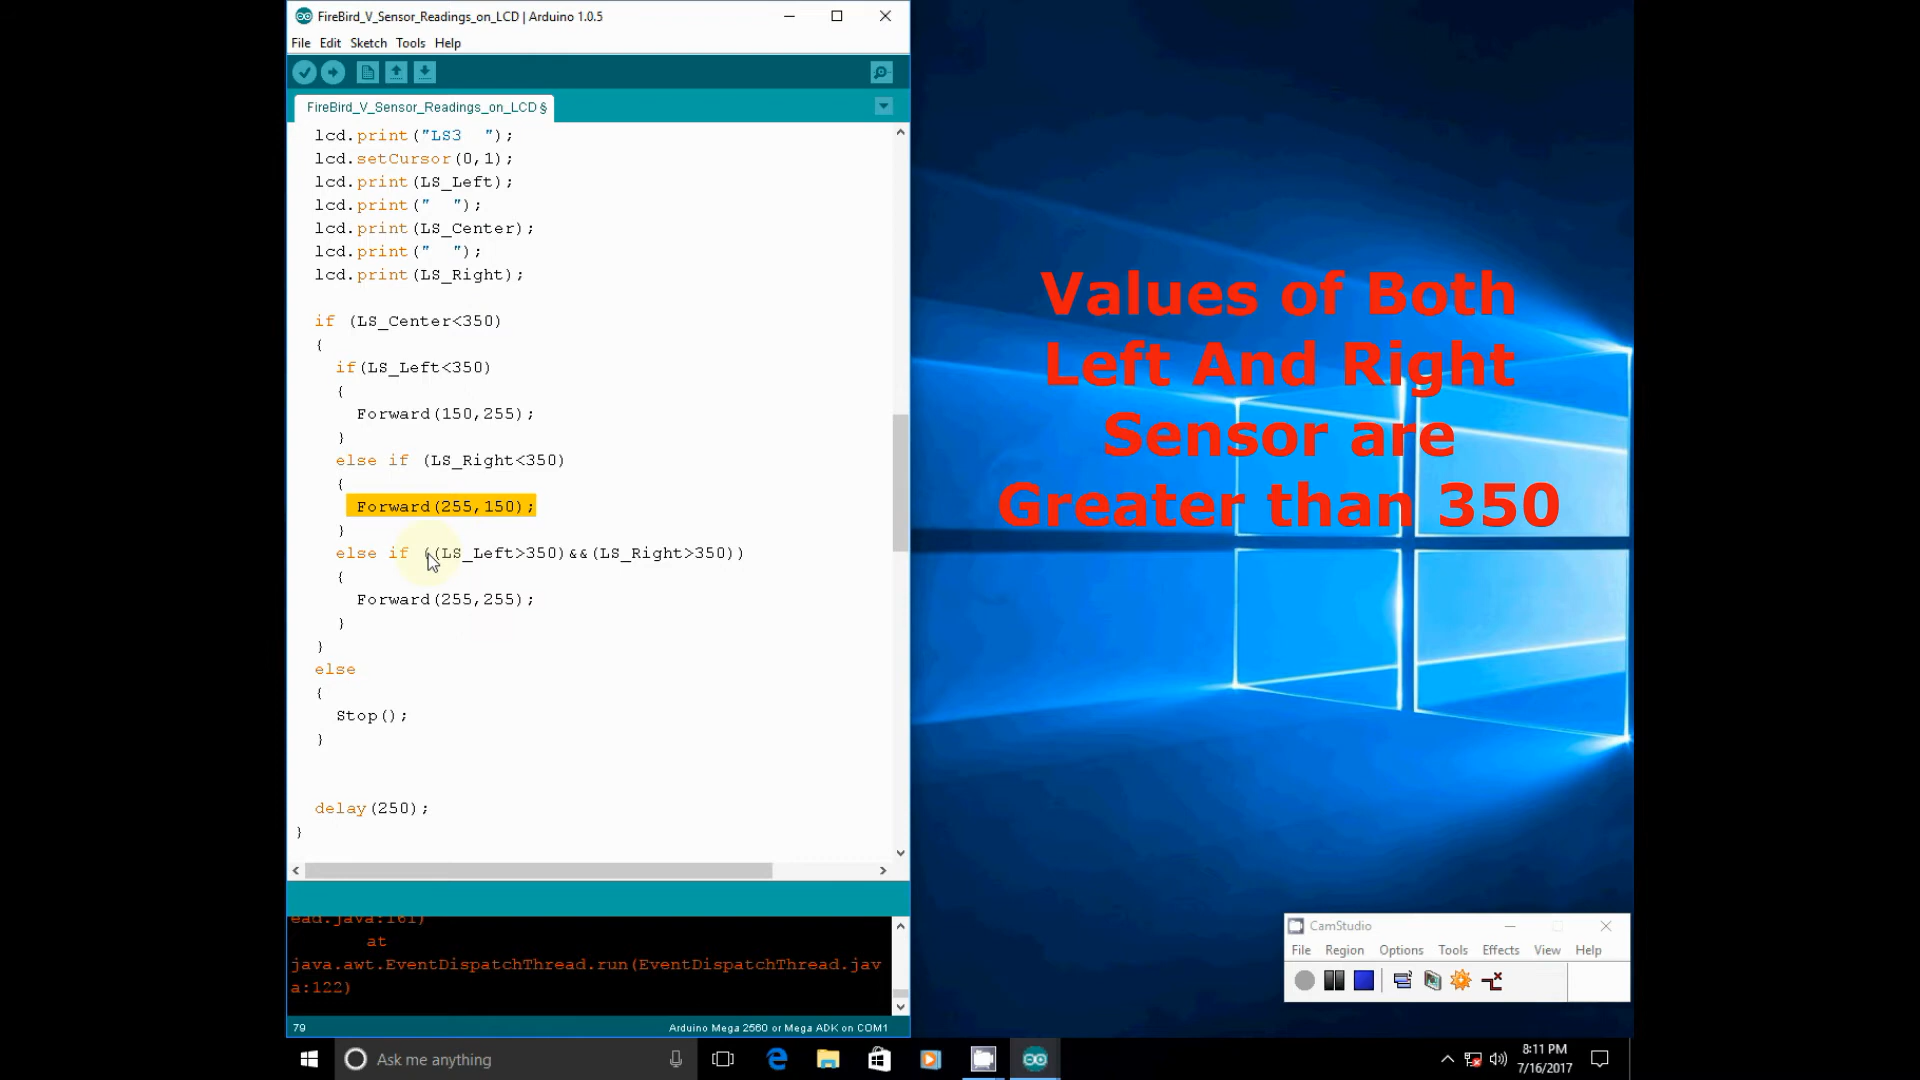 FireBird_V_Sensor_Readings_on_LCD | Arduino 1.0.5
File Edit Sketch Tools Help
FireBird_V_Sensor_Readings_on_LCD §
lcd.print("LS3  ");
lcd.setCursor(0,1);
lcd.print(LS_Left);
lcd.print("  ");
lcd.print(LS_Center);
lcd.print("  ");
lcd.print(LS_Right);
if (LS_Center<350)
{
if(LS_Left<350)
{
Forward(150,255);
}
else if (LS_Right<350)
{
Forward(255,150);
}
else if ((LS_Left>350)&&(LS_Right>350))
{
Forward(255,255);
}
}
else
{
Stop();
}
delay(250);
}
ead.java:161)
at
java.awt.EventDispatchThread.run(EventDispatchThread.jav
a:122)
79 Arduino Mega 2560 or Mega ADK on COM1
Values of Both
Left And Right
Sensor are
Greater than 350
CamStudio
File Region Options Tools Effects View Help
Ask me anything
8:11 PM
7/16/2017